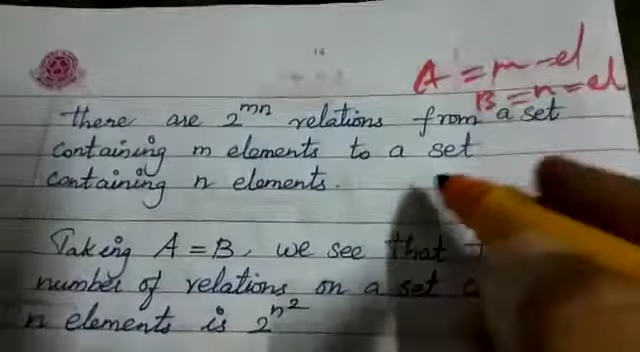 A = m-el
B = n=el
there are 2^mn relations from a set
containing m elements to a set
containing n elements.
Taking A = B, we see that
number of relations on a set
n elements is 2^n^2